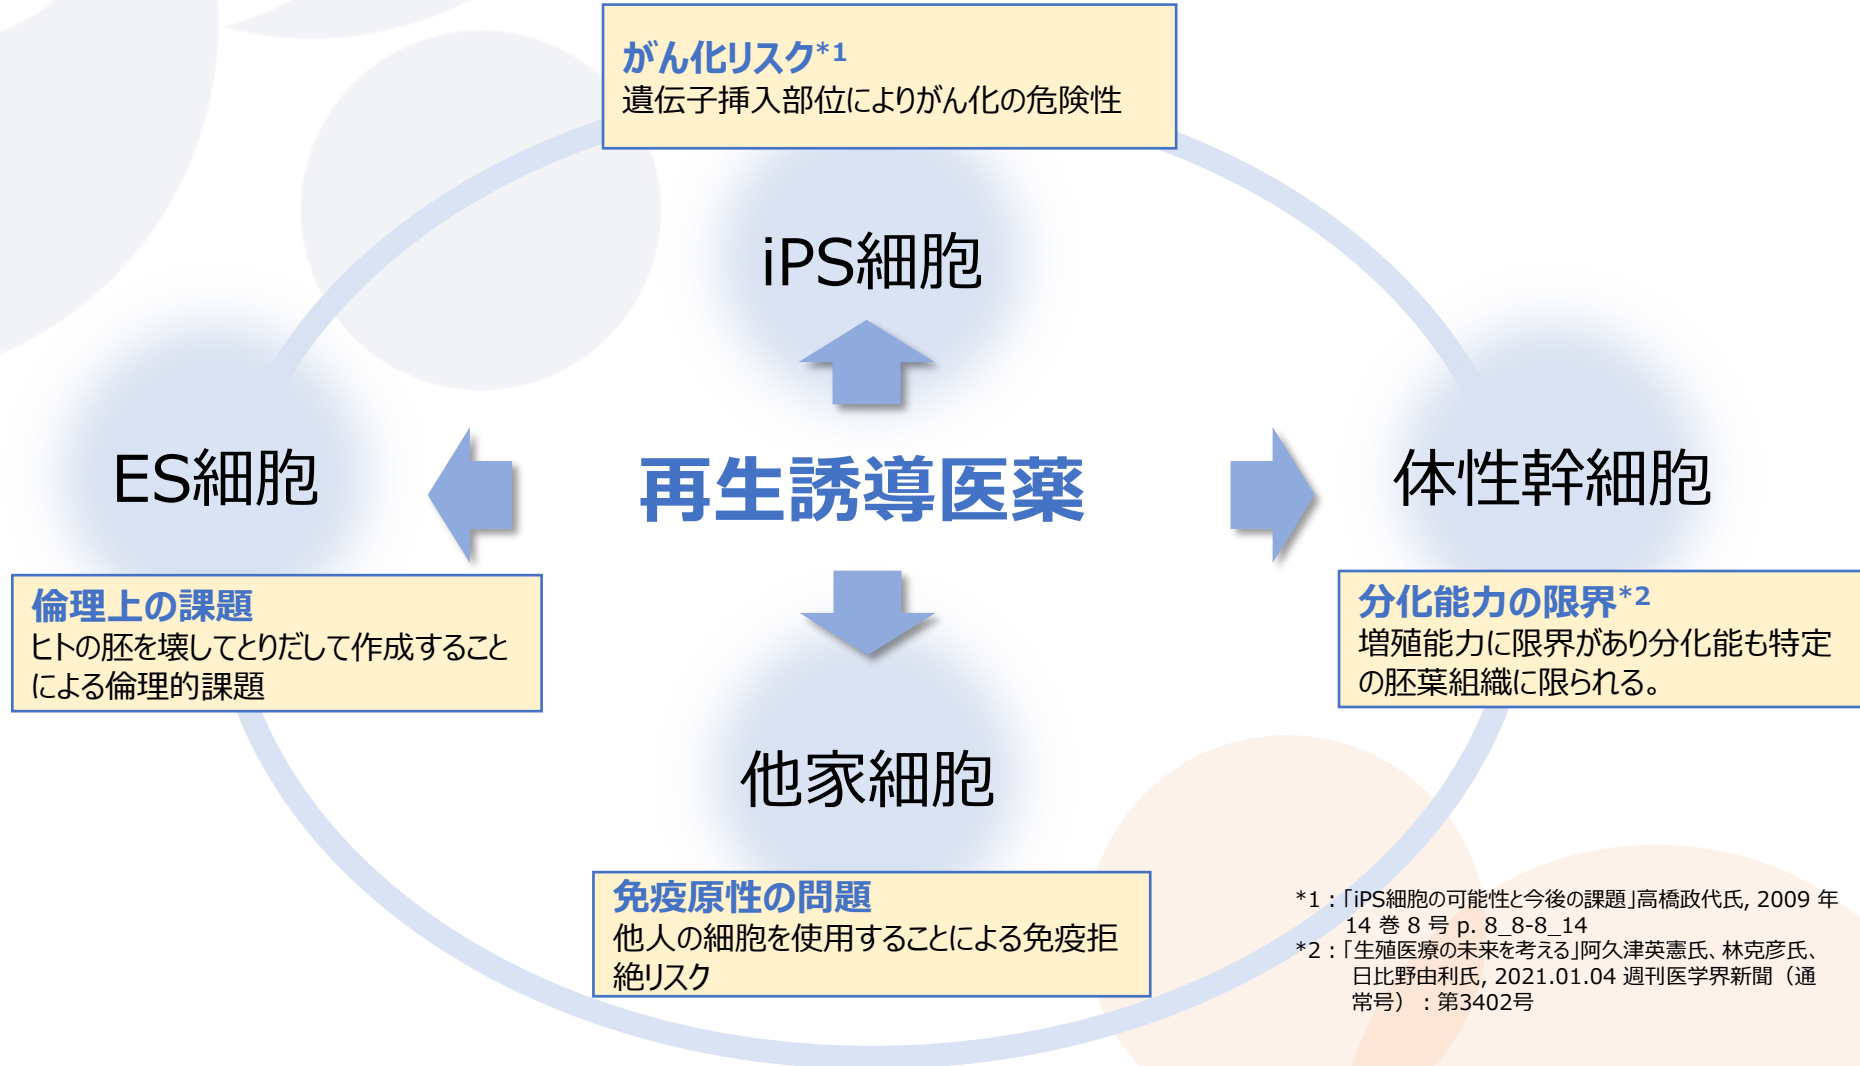 がん化リスク*1
遺伝子挿入部位によりがん化の危険性
iPS細胞
ES細胞
再生誘導医薬
体性幹細胞
倫理上の課題
ヒトの胚を壊してとりだして作成すること
による倫理的課題
分化能力の限界*2
増殖能力に限界があり分化能も特定
の胚葉組織に限られる。
他家細胞
免疫原性の問題
他人の細胞を使用することによる免疫拒
絶リスク
*1：「iPS細胞の可能性と今後の課題」高橋政代氏, 2009 年
14 巻 8 号 p. 8_8-8_14
*2：「生殖医療の未来を考える」阿久津英憲氏、林克彦氏、
日比野由利氏, 2021.01.04 週刊医学界新聞（通
常号）：第3402号